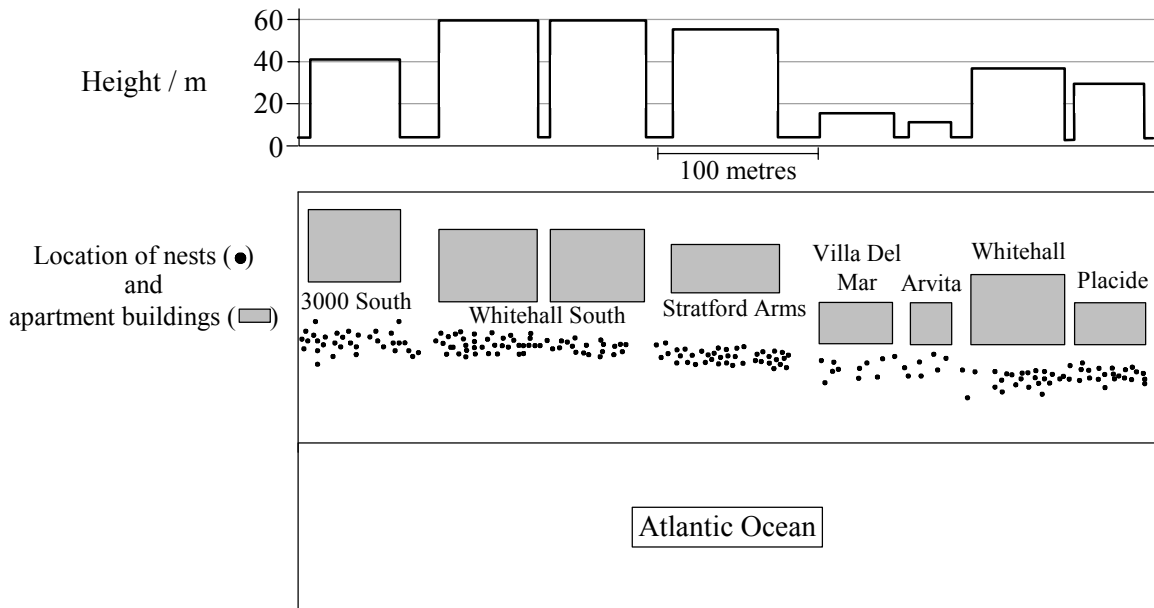 60
40
Height / m
20
0
100 metres
Location of nests (●)
and
apartment buildings ( )
3000 South
Whitehall South
Stratford Arms
Villa Del
Mar
Arvita
Whitehall
Placide
Atlantic Ocean